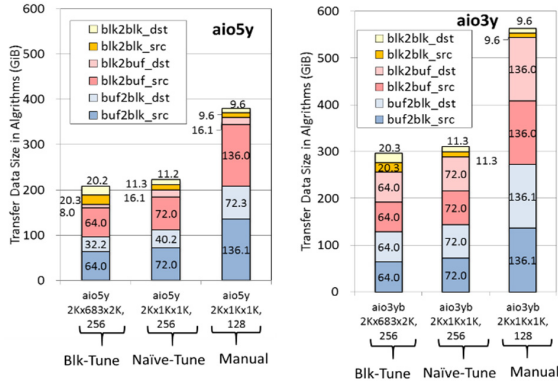 600
500
400
300
200
100
0
Transfer Data Size in Algrithms (GiB)
blk2blk_dst
blk2blk_src
blk2buf_dst
blk2buf_src
buf2blk_dst
buf2blk_src
aio5y
20.2
20.3
8.0
64.0
32.2
64.0
11.2
11.3
16.1
72.0
40.2
72.0
9.6
9.6
16.1
136.0
72.3
136.1
aio5y
2Kx683x2K,
256
aio5y
2Kx1Kx1K,
256
aio5y
2Kx1Kx1K,
128
Blk-Tune
Naïve-Tune
Manual
600
500
400
300
200
100
0
Transfer Data Size in Algrithms (GiB)
blk2blk_dst
blk2blk_src
blk2buf_dst
blk2buf_src
buf2blk_dst
buf2blk_src
aio3y
20.3
20.3
64.0
64.0
64.0
64.0
11.3
11.3
72.0
72.0
72.0
72.0
9.6
9.6
136.0
136.0
136.1
136.1
aio3yb
2Kx683x2K,
256
aio3yb
2Kx1Kx1K,
256
aio3yb
2Kx1Kx1K,
128
Blk-Tune
Naïve-Tune
Manual